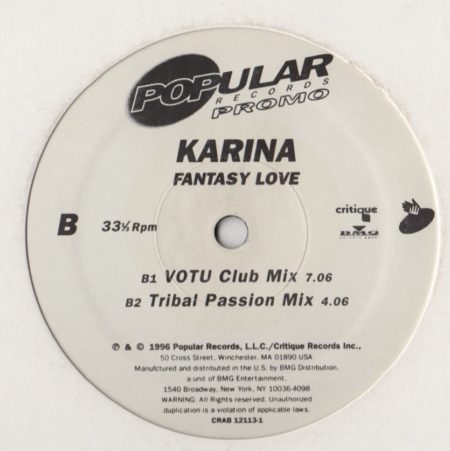 POPULAR
RECORDS
PROMO
KARINA
FANTASY LOVE
B 33⅓ Rpm
critique
BMG
B1 VOTU Club Mix 7.06
B2 Tribal Passion Mix 4.06
℗ & © 1996 Popular Records, L.L.C./Critique Records Inc.,
50 Cross Street, Winchester, MA 01890 USA
Manufctured and distributed in the U.S. by BMG Distribution,
a unit of BMG Entertainment.
1540 Broadway, New York, NY 10036-4098
WARNING: All Rights reserved. Unauthorized
duplication is a violation of applicable laws.
CRAB 12113-1